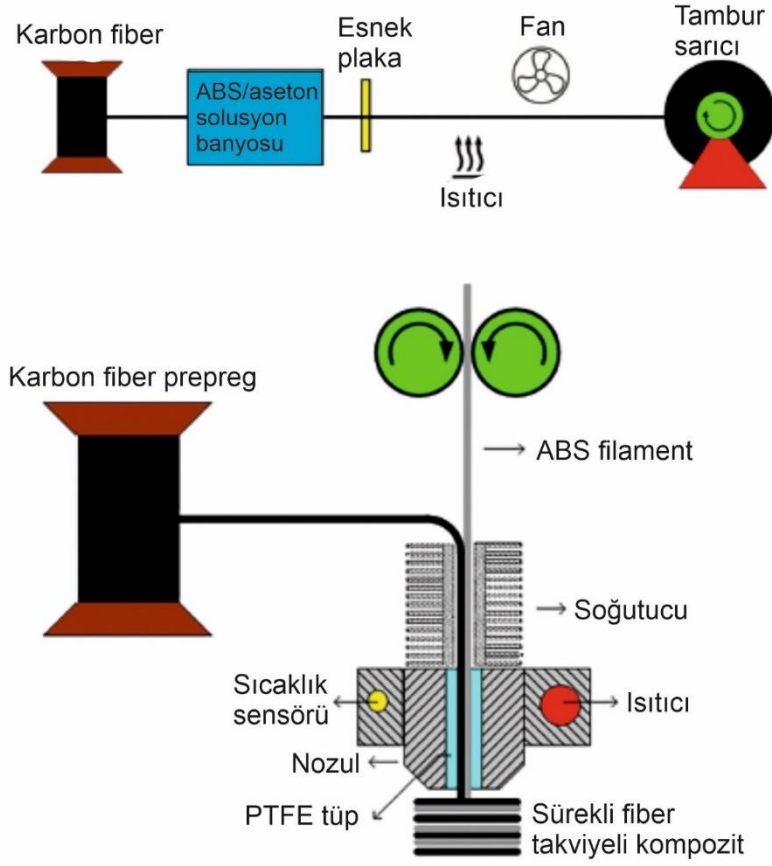 Karbon fiber
ABS/aseton
solusyon
banyosu
Esnek
plaka
Fan
Isıtıcı
Tambur
sarıcı
Karbon fiber prepreg
ABS filament
Soğutucu
Sıcaklık
sensörü
Isıtıcı
Nozul
PTFE tüp
Sürekli fiber
takviyeli kompozit